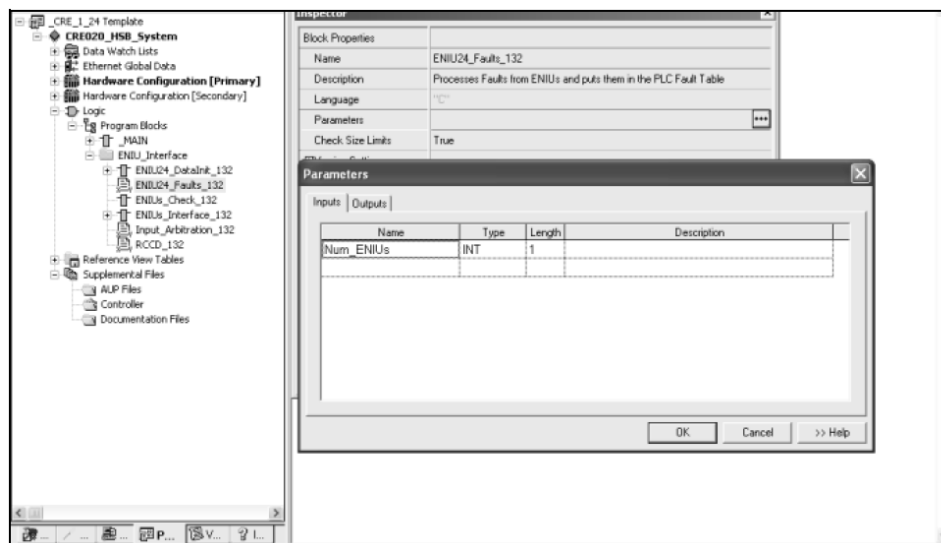 _CRE_1_24 Template
CRE020_HSB_System
Data Watch Lists
Ethernet Global Data
Hardware Configuration [Primary]
Hardware Configuration [Secondary]
Logic
Program Blocks
_MAIN
ENIU_Interface
ENIU24_DataInit_132
ENIU24_Faults_132
ENIUs_Check_132
ENIUs_Interface_132
Input_Arbitration_132
RCCD_132
Reference View Tables
Supplemental Files
AUP Files
Controller
Documentation Files
P... V... I...
Inspector
Block Properties
Name ENIU24_Faults_132
Description Processes Faults from ENIUs and puts them in the PLC Fault Table
Language "C"
Parameters
Check Size Limits True
Parameters
Inputs Outputs
Name Type Length Description
Num_ENIUs INT 1
OK Cancel >> Help